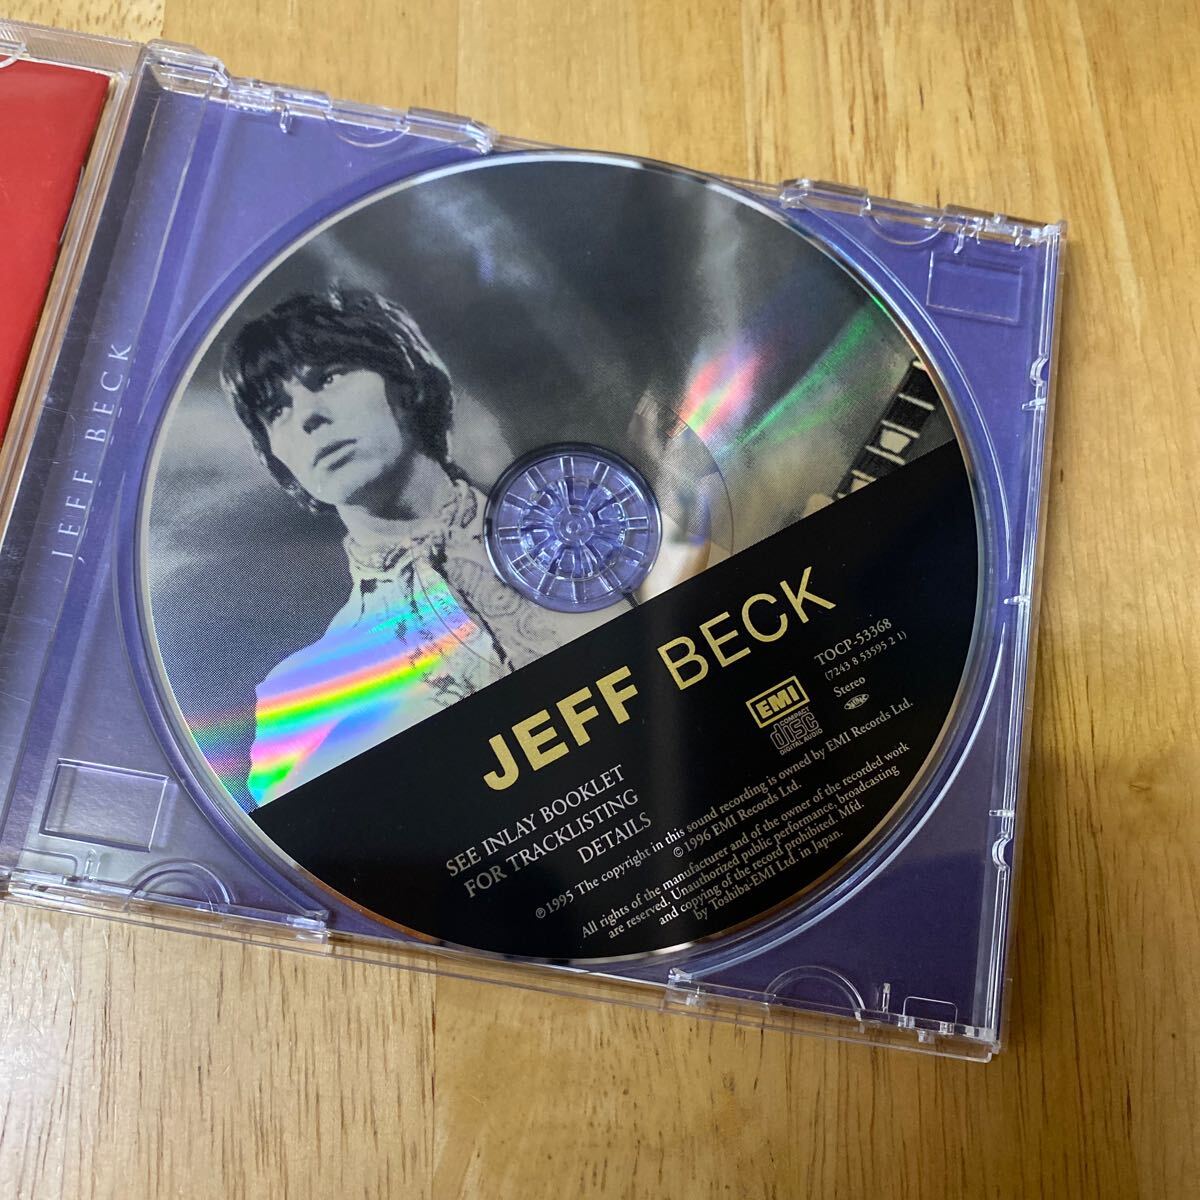 JEFF BECK
JEFF BECK
TOCP-53368
(7243 8 53595 2 1)
Stereo
EMI
COMPACT
disc
DIGITAL AUDIO
SEE INLAY BOOKLET
FOR TRACKLISTING
DETAILS
℗1995 The copyright in this sound recording is owned by EMI Records Ltd.
©1996 EMI Records Ltd.
All rights of the manufacturer and of the owner of the recorded work
are reserved. Unauthorized public performance, broadcasting
and copying of the record prohibited. Mfd.
by Toshiba-EMI Ltd. in Japan.